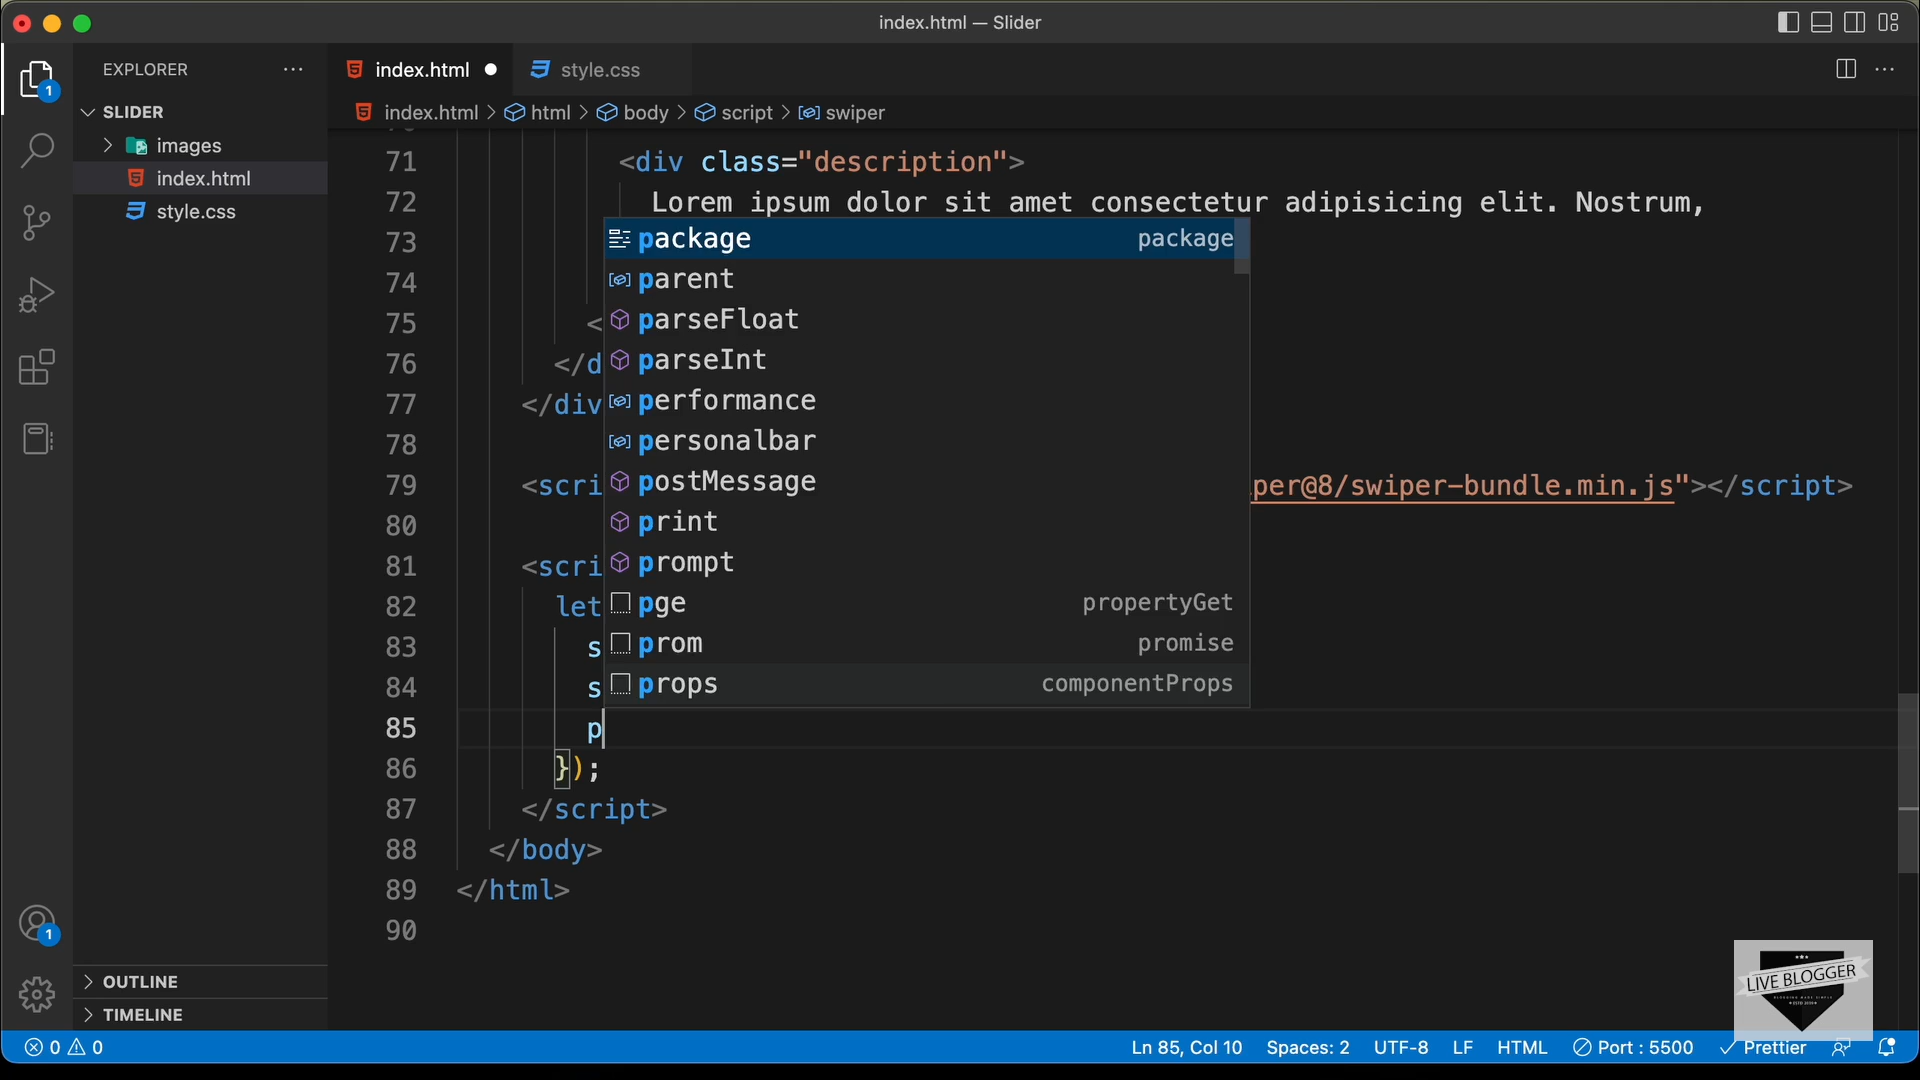 index.html — Slider
EXPLORER
index.html
style.css
1
SLIDER
index.html > html > body > script > swiper
images
index.html
style.css
71 <div class="description">
72 Lorem ipsum dolor sit amet consectetur adipisicing elit. Nostrum,
73
74
75 <
76 </d
77 </div
78
79 <scri per@8/swiper-bundle.min.js"></script>
80
81 <scri
82 let
83 s
84 s
85 p
86 });
87 </script>
88 </body>
89 </html>
90
package package
parent
parseFloat
parseInt
performance
personalbar
postMessage
print
prompt
pge propertyGet
prom promise
props componentProps
1
OUTLINE
TIMELINE
LIVE BLOGGER
0 0
Ln 85, Col 10 Spaces: 2 UTF-8 LF HTML Port : 5500 Prettier